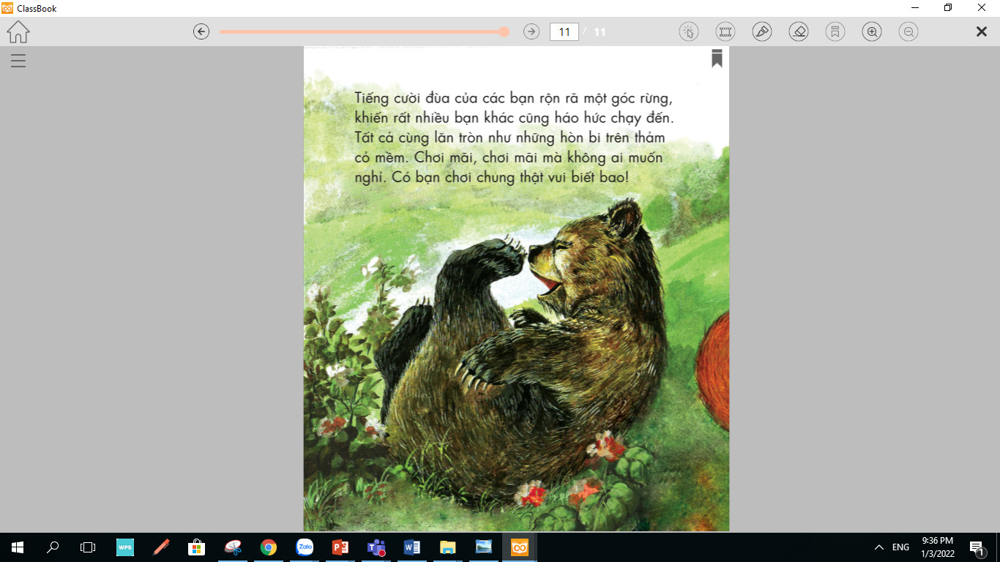 ClassBook
11 / 11
Tiếng cười đùa của các bạn rộn rã một góc rừng,
khiến rất nhiều bạn khác cũng háo hức chạy đến.
Tất cả cùng lăn tròn như những hòn bi trên thảm
cỏ mềm. Chơi mãi, chơi mãi mà không ai muốn
nghỉ. Có bạn chơi chung thật vui biết bao!
WPS
Zalo
ENG
9:36 PM
1/3/2022
1